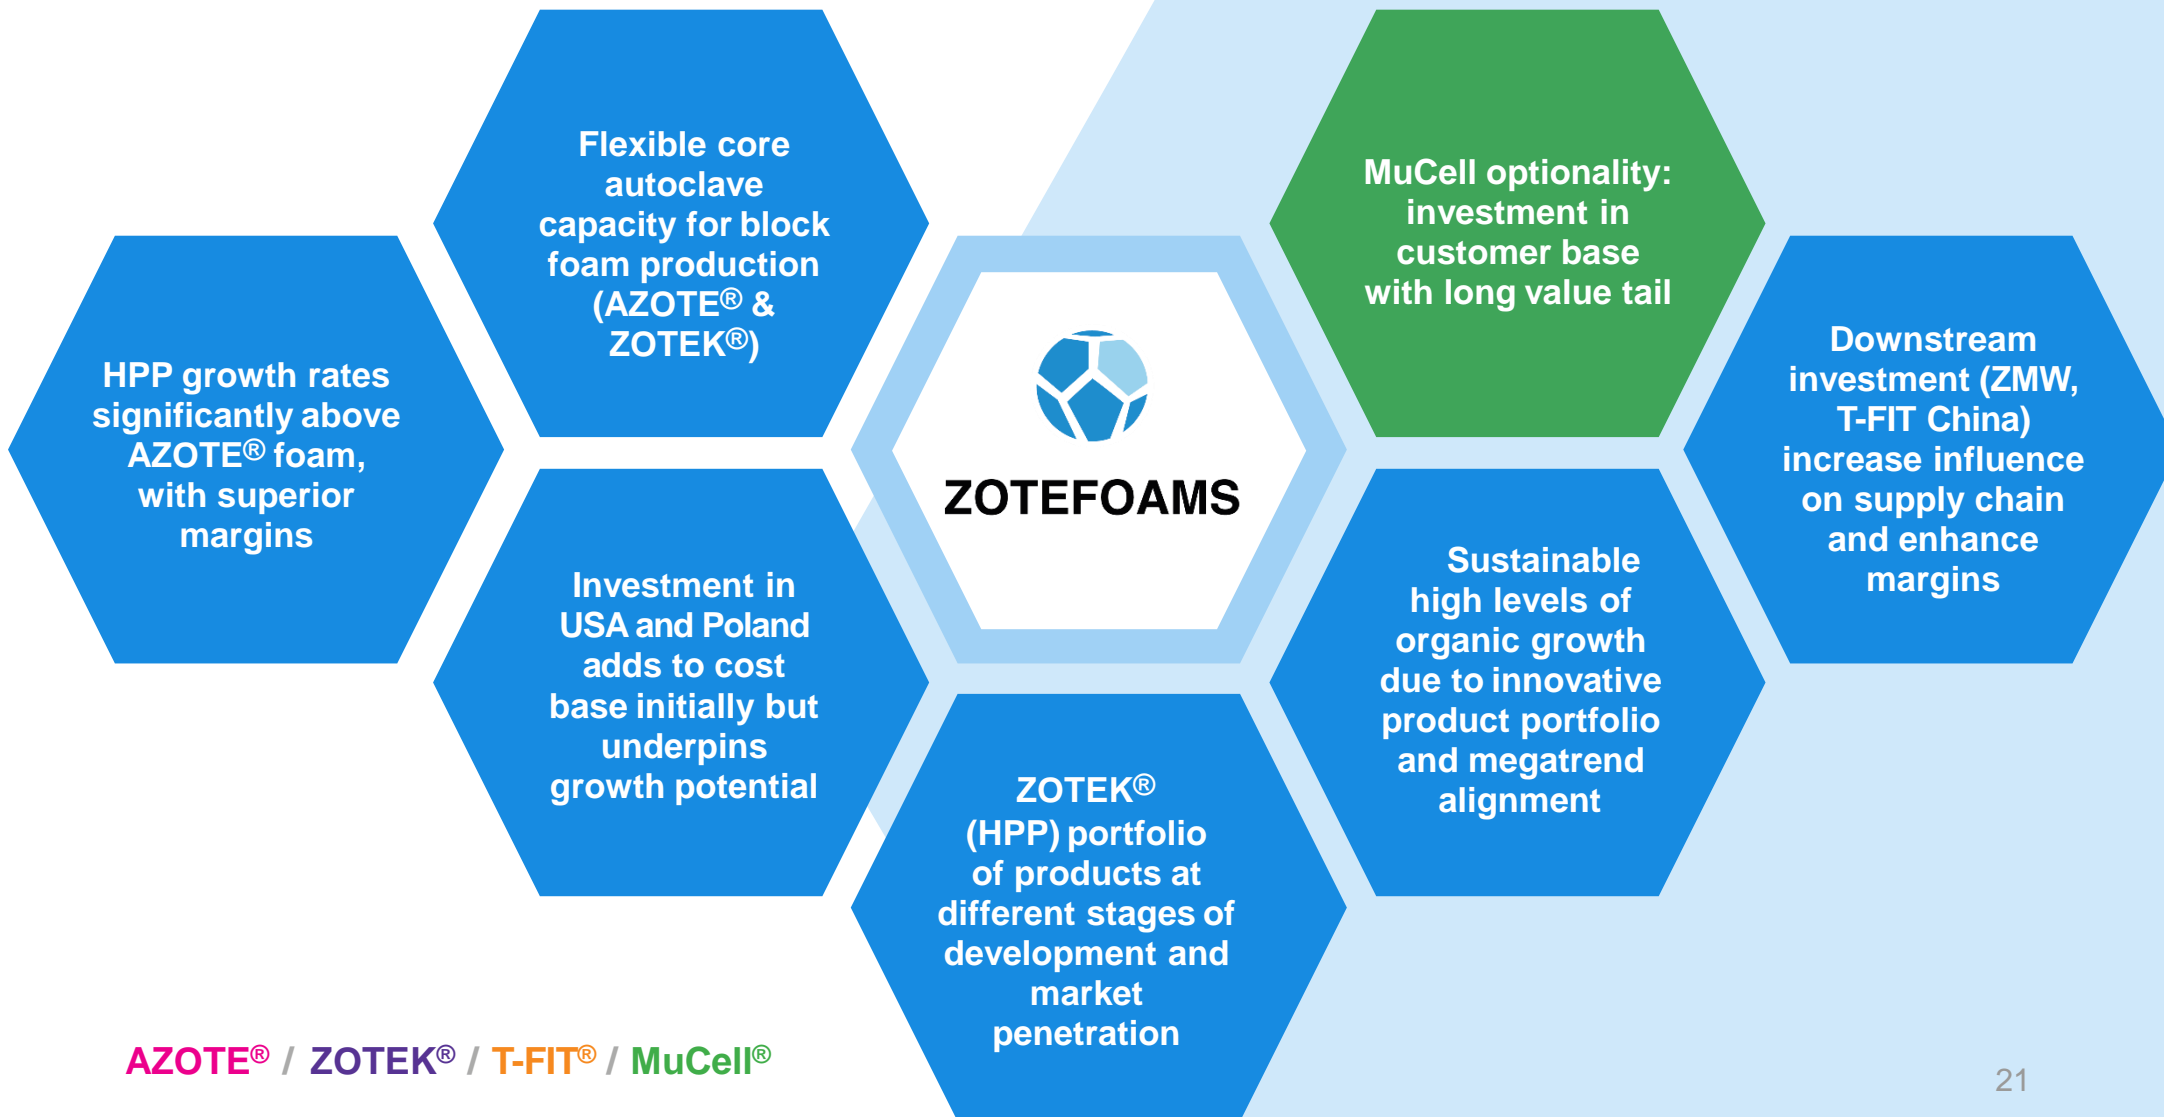 HPP growth rates
significantly above
AZOTE® foam,
with superior
margins
Flexible core
autoclave
capacity for block
foam production
(AZOTE® &
ZOTEK®)
Investment in
USA and Poland
adds to cost
base initially but
underpins
growth potential
ZOTEFOAMS
ZOTEK®
(HPP) portfolio
of products at
different stages of
development and
market
penetration
MuCell optionality:
investment in
customer base
with long value tail
Sustainable
high levels of
organic growth
due to innovative
product portfolio
and megatrend
alignment
Downstream
investment (ZMW,
T-FIT China)
increase influence
on supply chain
and enhance
margins
AZOTE® / ZOTEK® / T-FIT® / MuCell®
21